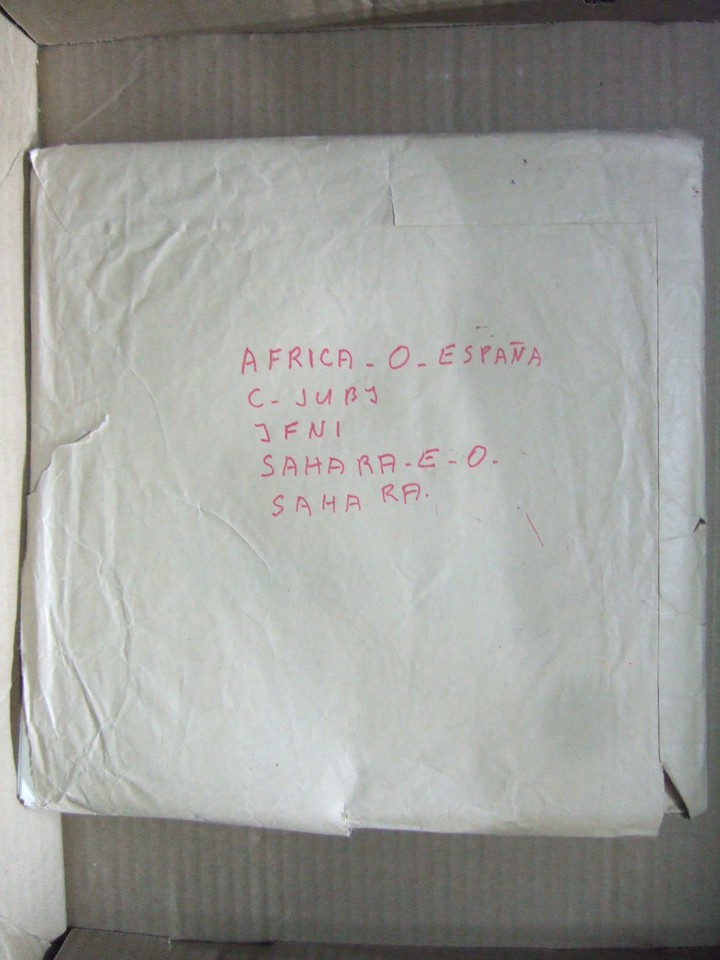 AFRICA - O - ESPAÑA
C - JUBJ
JFNI
SAHARA - E - O -
SAHARA.